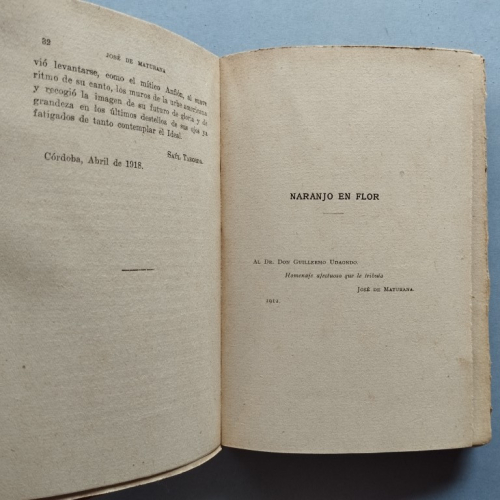 32
JOSÉ DE MATURANA
vió levantarse, como el mítico Anfión, al suave
ritmo de su canto, los muros de la urbe americana
y recogió la imagen de su futuro de gloria y de
grandeza en los últimos destellos de sus ojos ya
fatigados de tanto contemplar el Ideal.
Saúl Taborda.
Córdoba, Abril de 1918.
NARANJO EN FLOR
Al Dr. Don Guillermo Udaondo.
Homenaje afectuoso que le tributa
José de Maturana.
1912.